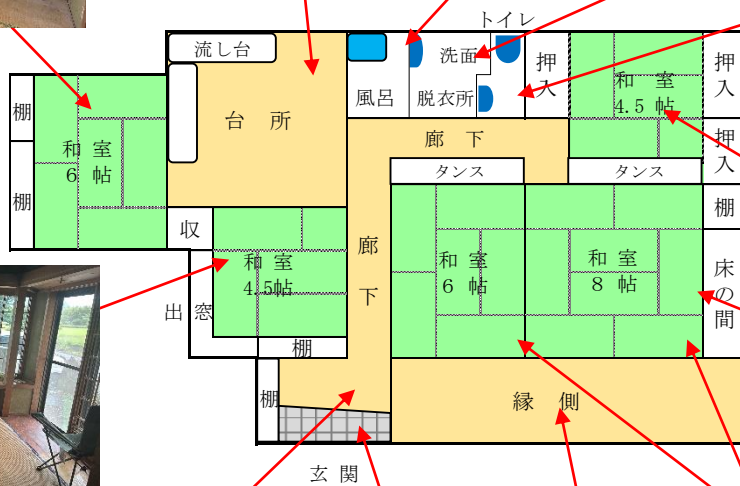 トイレ
流し台
洗面
押入
和室
4.5帖
押入
棚
和室
6帖
台所
風呂
脱衣所
廊下
押入
タンス
タンス
棚
棚
収
廊下
和室
4.5帖
和室
6帖
和室
8帖
床の間
出窓
棚
棚
縁側
玄関